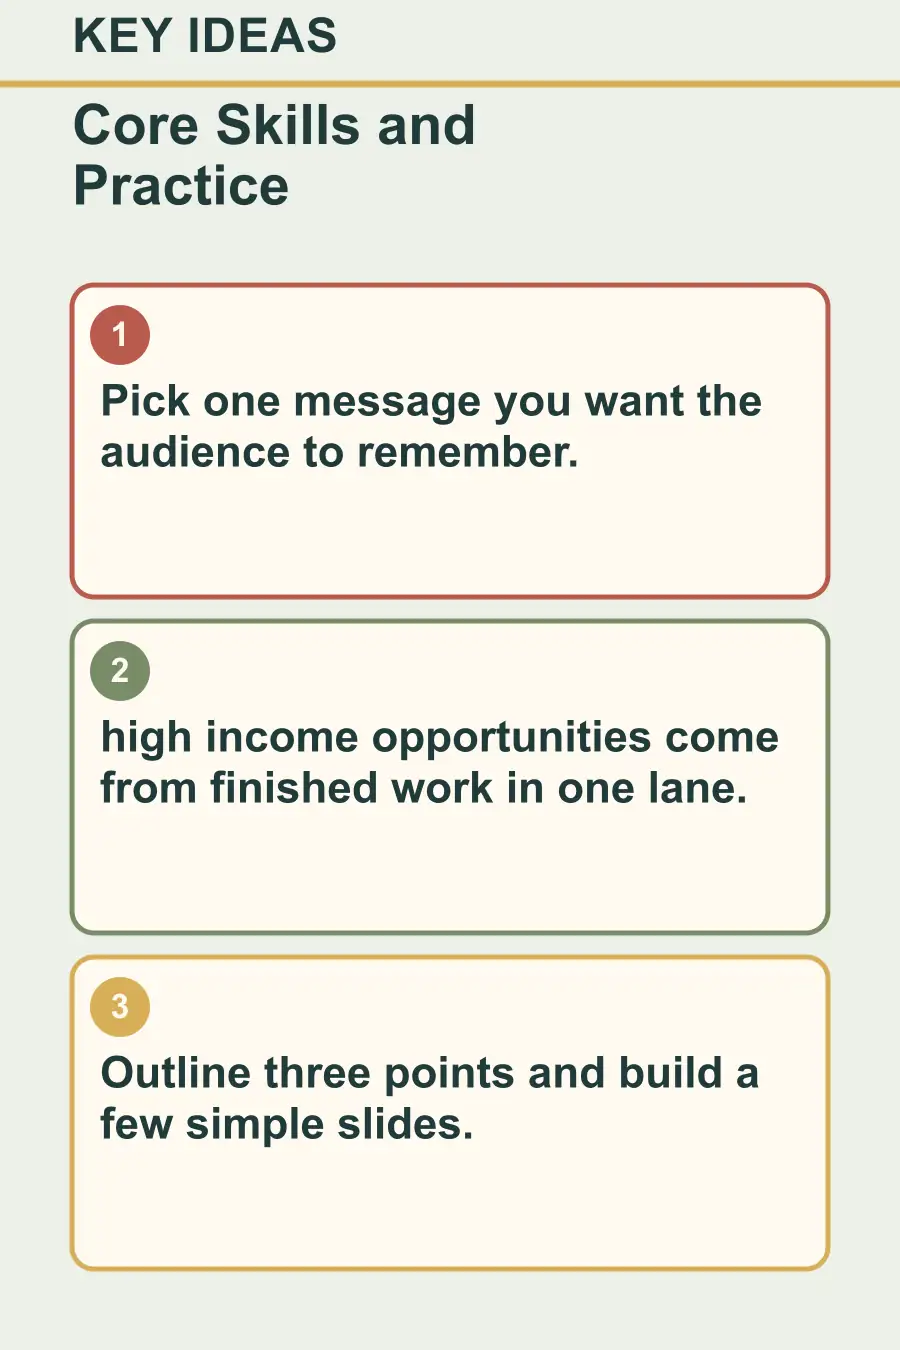 KEY IDEAS
Core Skills and
Practice
1
Pick one message you want the
audience to remember.
2
high income opportunities come
from finished work in one lane.
3
Outline three points and build a
few simple slides.